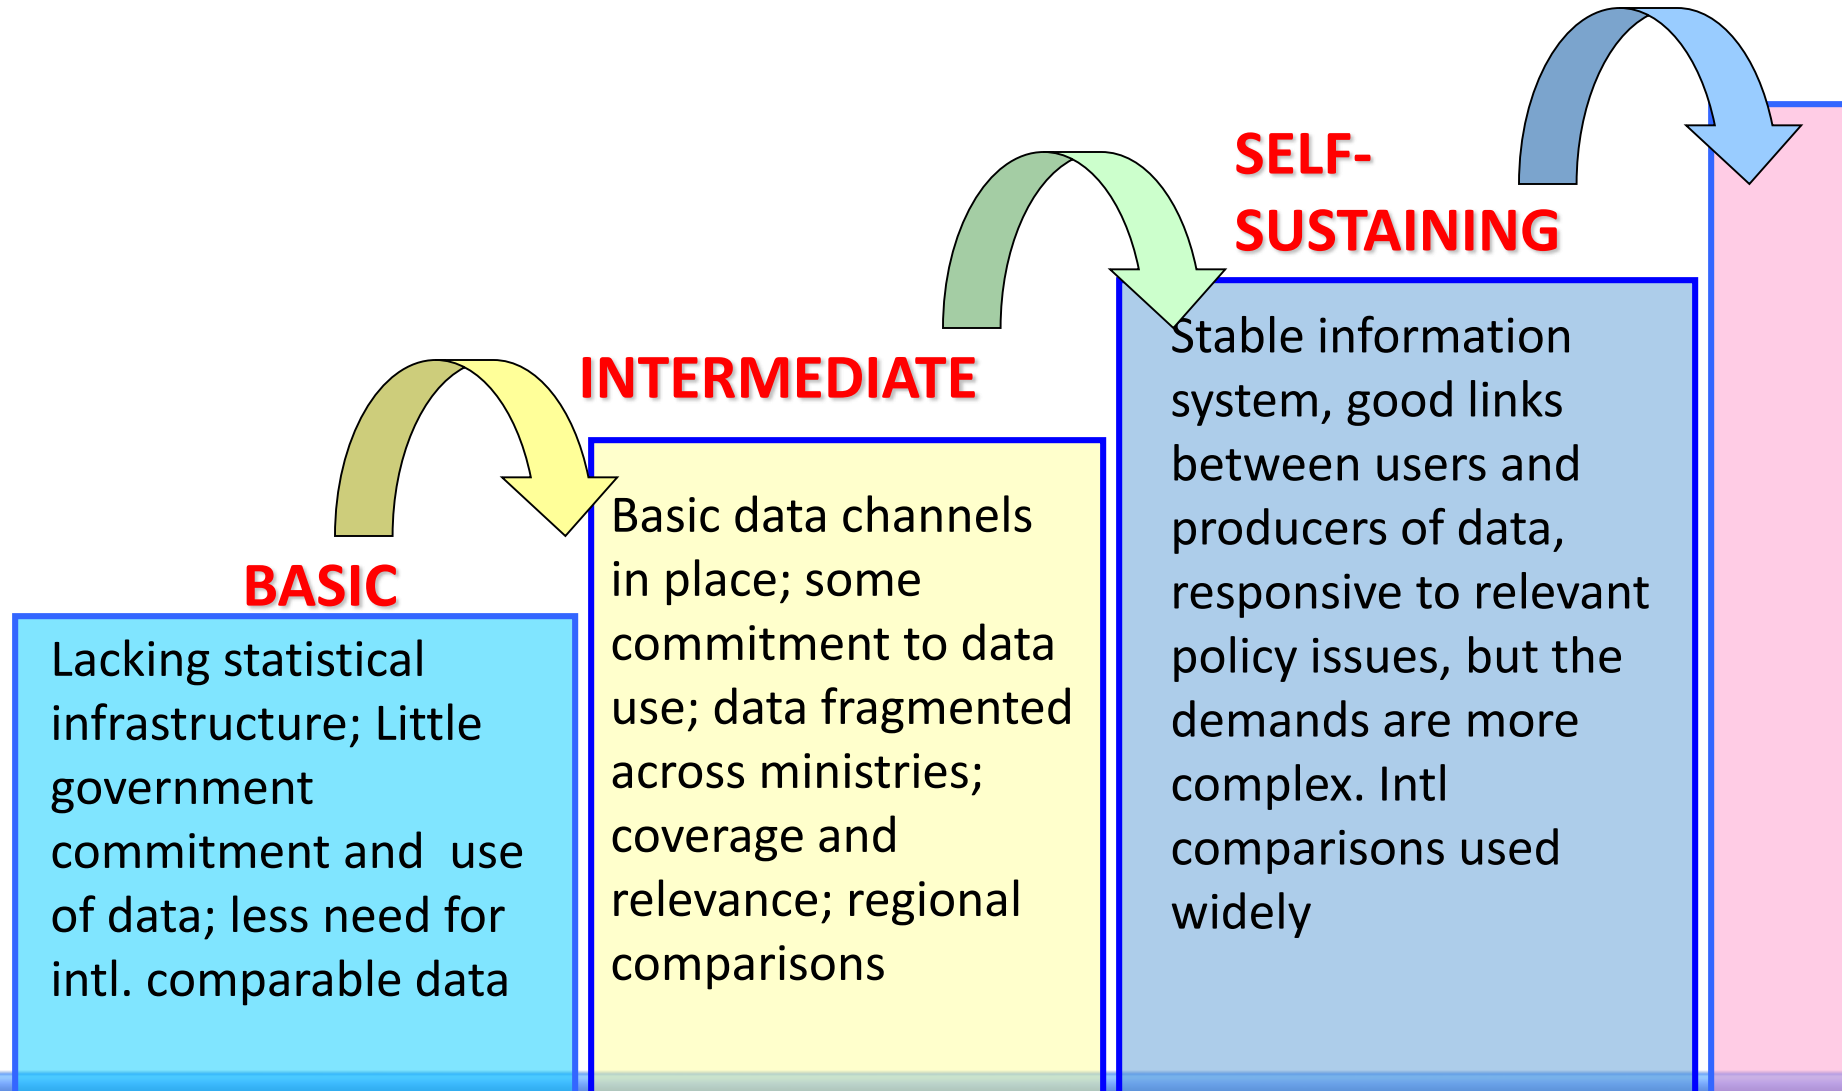 BASIC
Lacking statistical
infrastructure; Little
government
commitment and  use
of data; less need for
intl. comparable data
INTERMEDIATE
Basic data channels
in place; some
commitment to data
use; data fragmented
across ministries;
coverage and
relevance; regional
comparisons
SELF-
SUSTAINING
Stable information
system, good links
between users and
producers of data,
responsive to relevant
policy issues, but the
demands are more
complex. Intl
comparisons used
widely